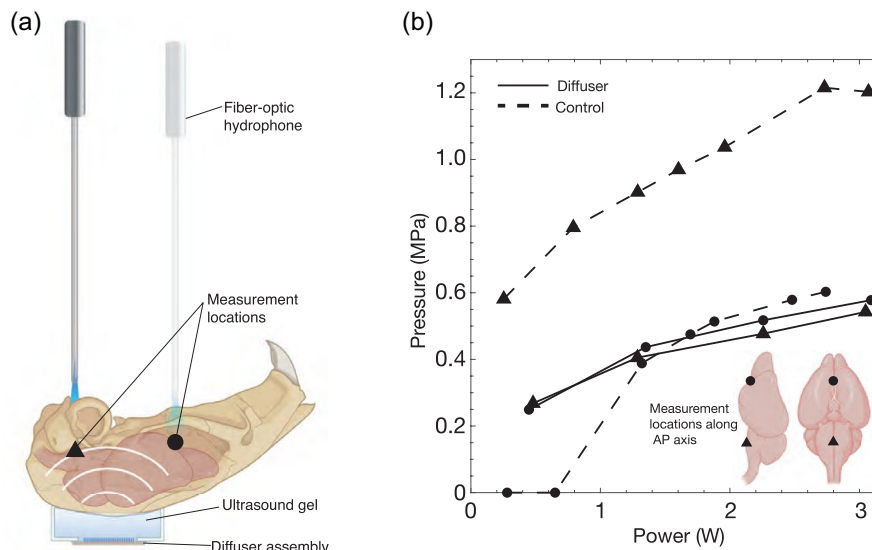 (a)
Fiber-optic
hydrophone
Measurement
locations
Ultrasound gel
Diffuser assembly
(b)
Diffuser
Control
1.2
1.0
0.8
0.6
0.4
0.2
0
Pressure (MPa)
Measurement
locations along
AP axis
0 1 2 3
Power (W)